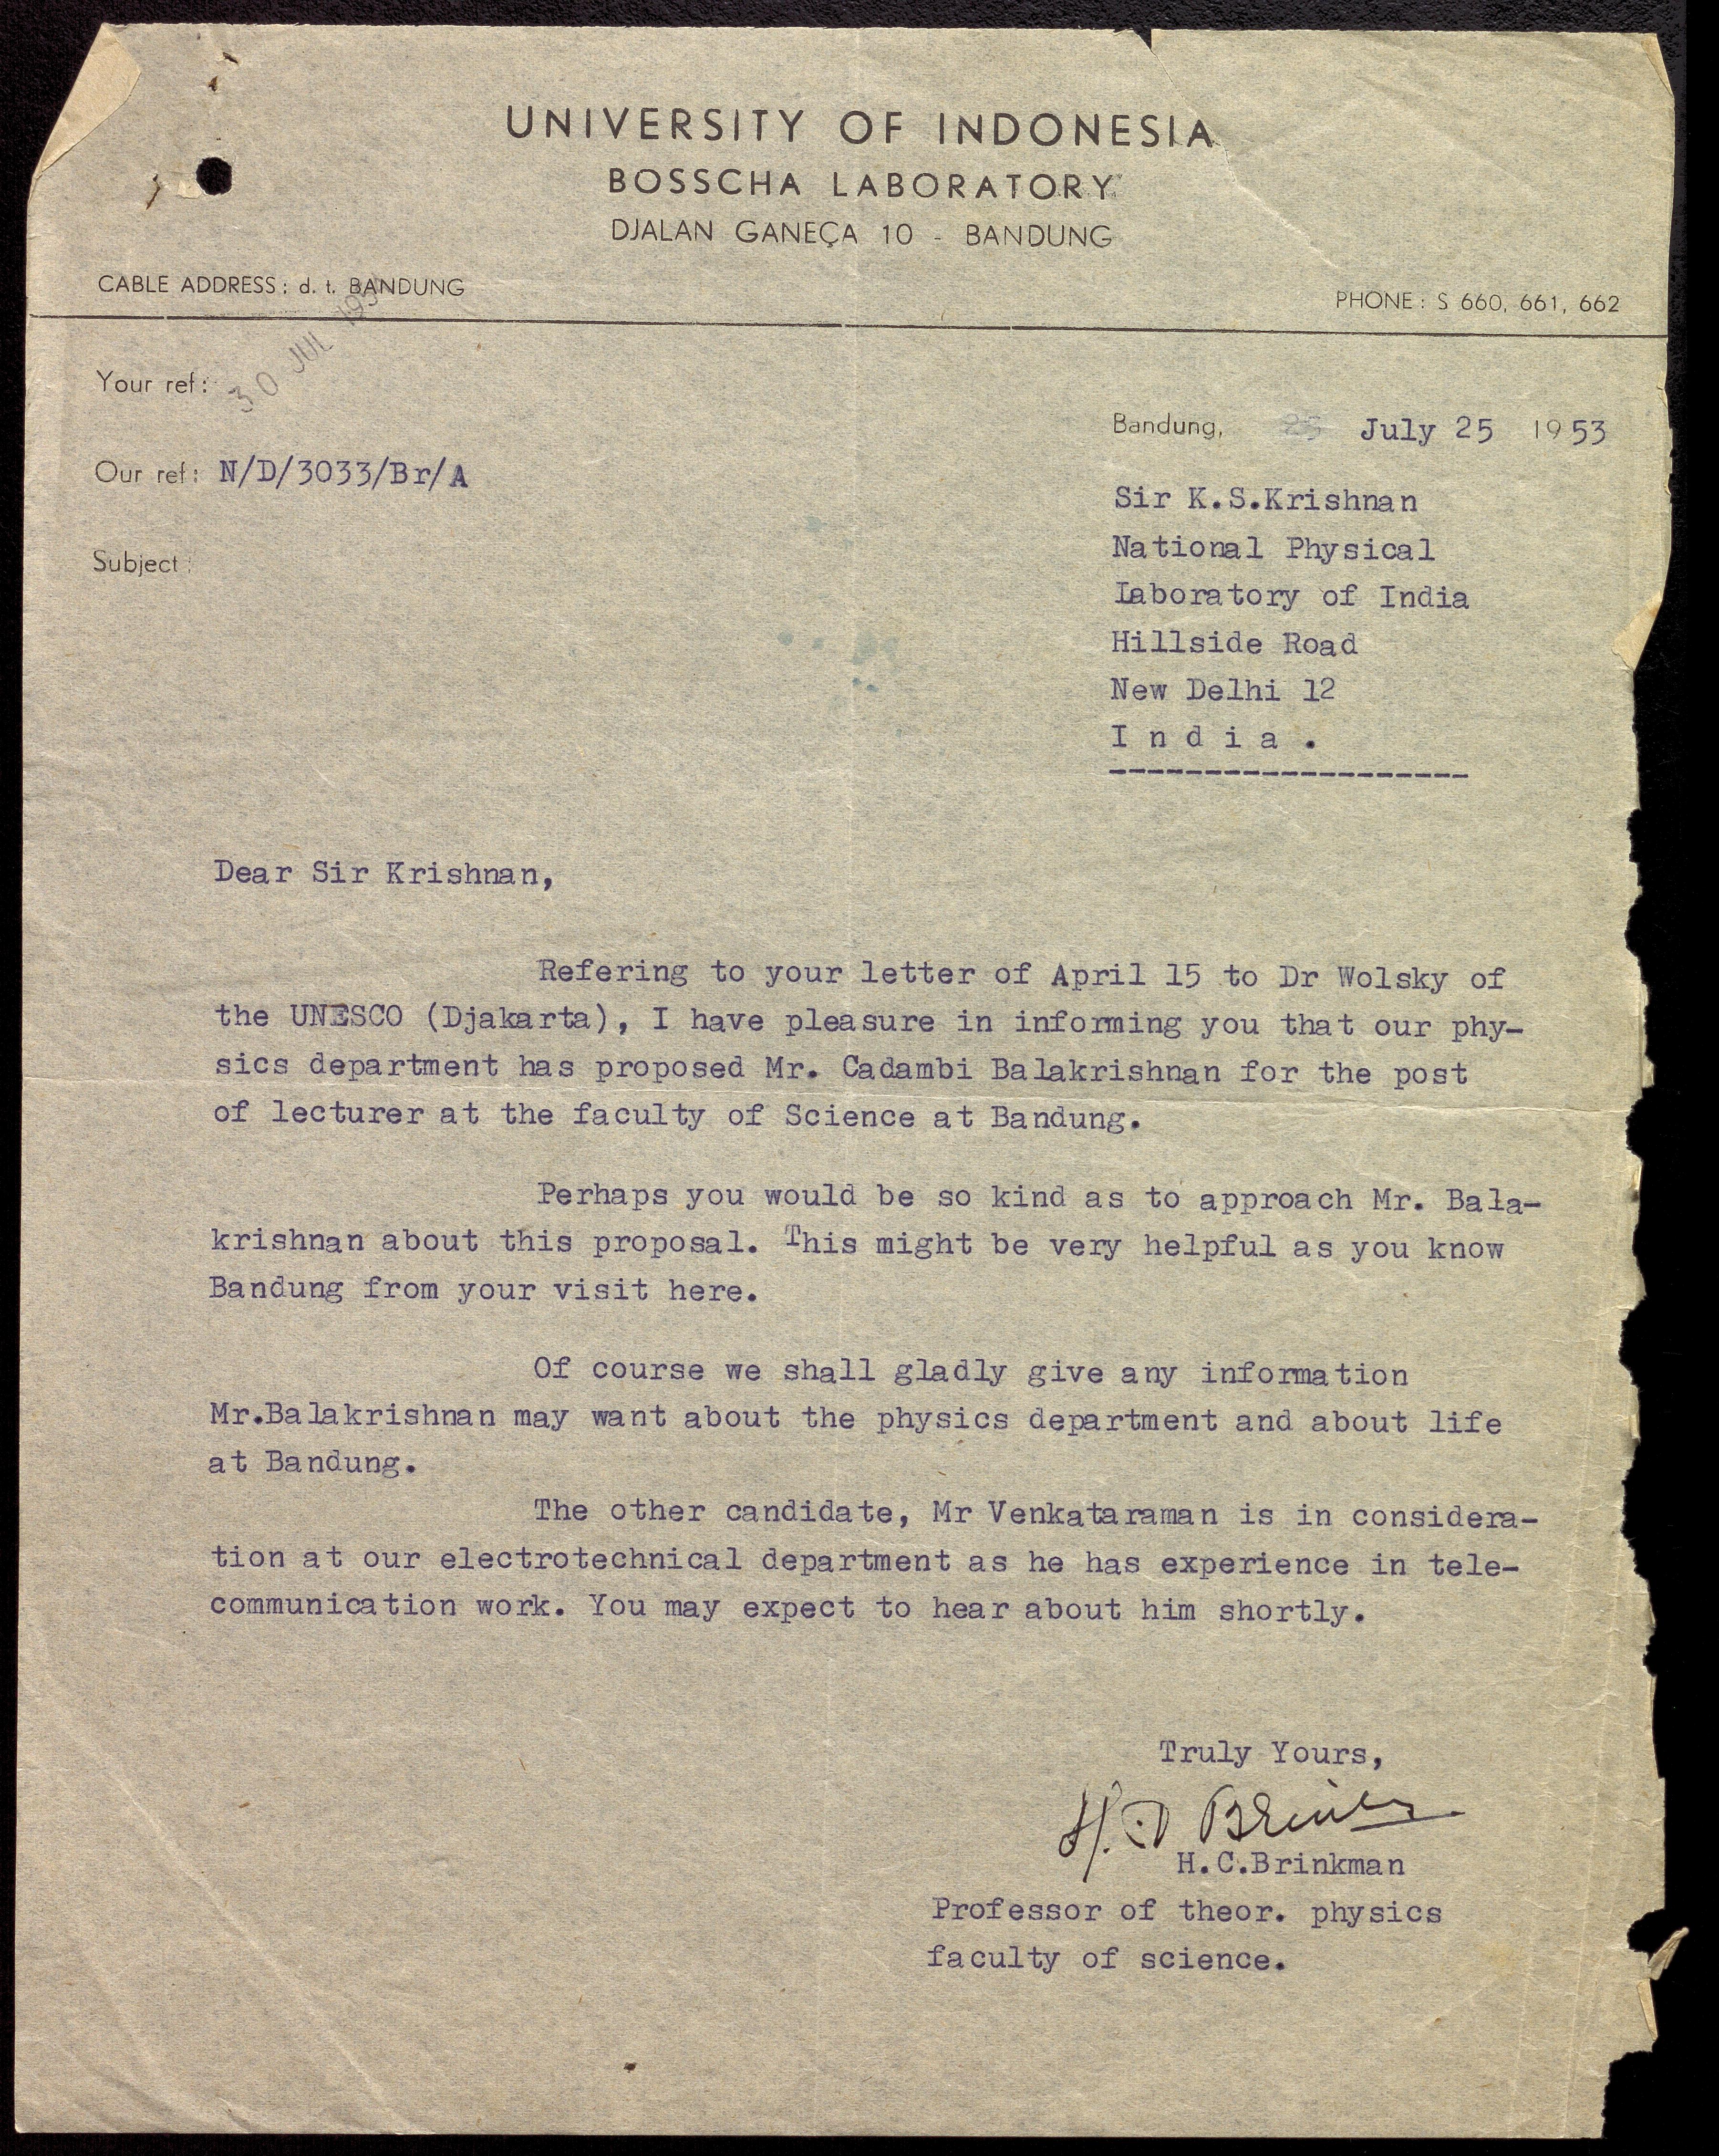 UNIVERSITY OF INDONESIA
BOSSCHA LABORATORY
DJALAN GANEÇA 10 - BANDUNG
CABLE ADDRESS : d. t. BANDUNG
PHONE : S 660, 661, 662
30 JUL 195
Your ref :
Bandung, 25 July 25 1953
Our ref : N/D/3033/Br/A
Subject :
Sir K.S.Krishnan
National Physical
Laboratory of India
Hillside Road
New Delhi 12
I n d i a .
-------------------
Dear Sir Krishnan,
Refering to your letter of April 15 to Dr Wolsky of
the UNESCO (Djakarta), I have pleasure in informing you that our phy-
sics department has proposed Mr. Cadambi Balakrishnan for the post
of lecturer at the faculty of Science at Bandung.
Perhaps you would be so kind as to approach Mr. Bala-
krishnan about this proposal. This might be very helpful as you know
Bandung from your visit here.
Of course we shall gladly give any information
Mr.Balakrishnan may want about the physics department and about life
at Bandung.
The other candidate, Mr Venkataraman is in considera-
tion at our electrotechnical department as he has experience in tele-
communication work. You may expect to hear about him shortly.
Truly Yours,
H.C.Brinkman
Professor of theor. physics
faculty of science.